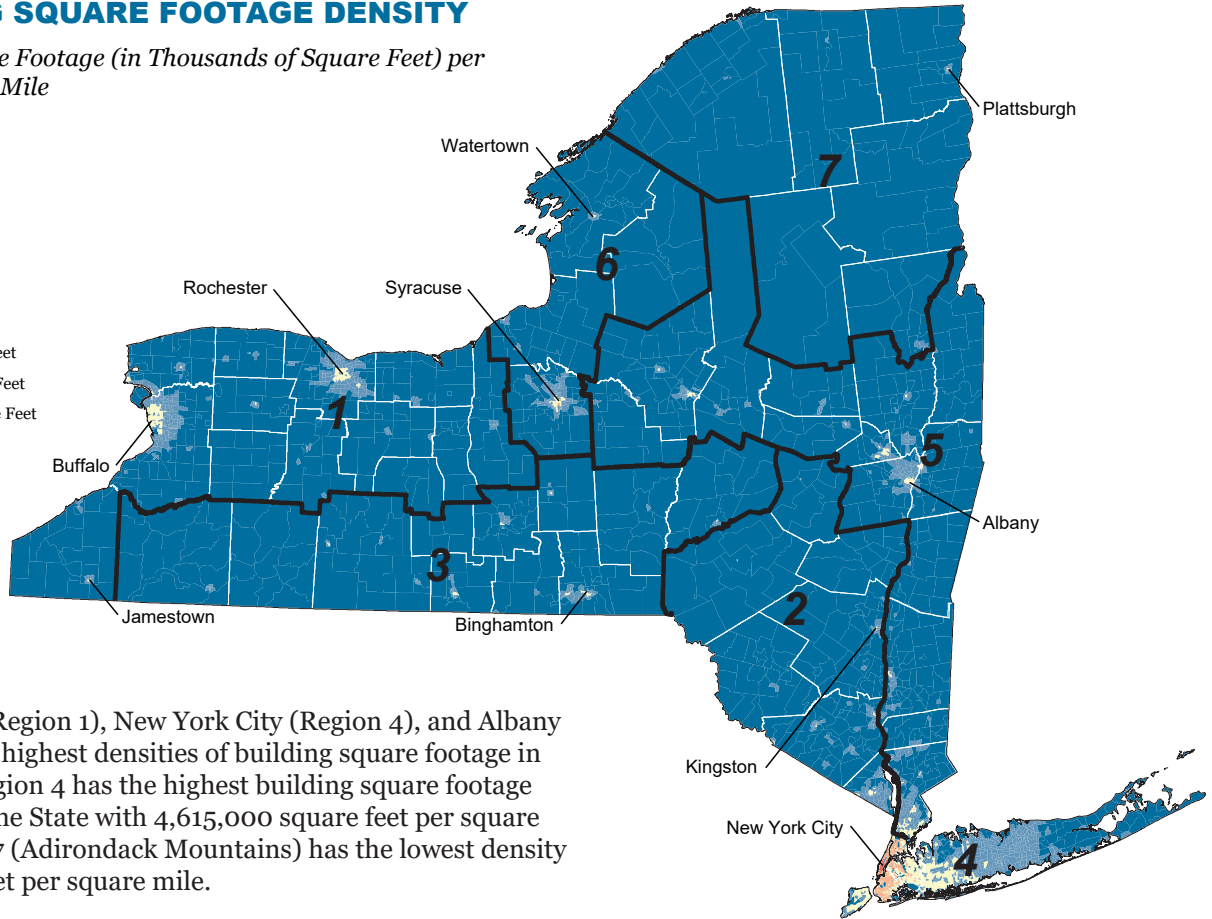 G SQUARE FOOTAGE DENSITY
e Footage (in Thousands of Square Feet) per
Mile
Plattsburgh
Watertown
7
6
Rochester
Syracuse
eet
Feet
e Feet
1
Buffalo
5
Albany
3
2
Jamestown
Binghamton
Region 1), New York City (Region 4), and Albany
highest densities of building square footage in
gion 4 has the highest building square footage
he State with 4,615,000 square feet per square
7 (Adirondack Mountains) has the lowest density
et per square mile.
Kingston
New York City
4